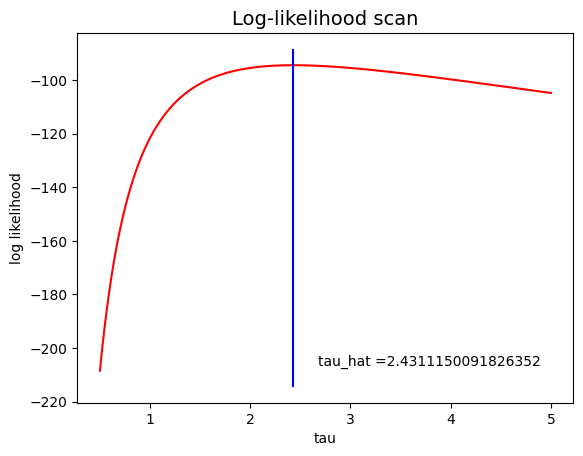 Log-likelihood scan
log likelihood
−100
−120
−140
−160
−180
−200
−220
tau_hat =2.4311150091826352
1 2 3 4 5
tau